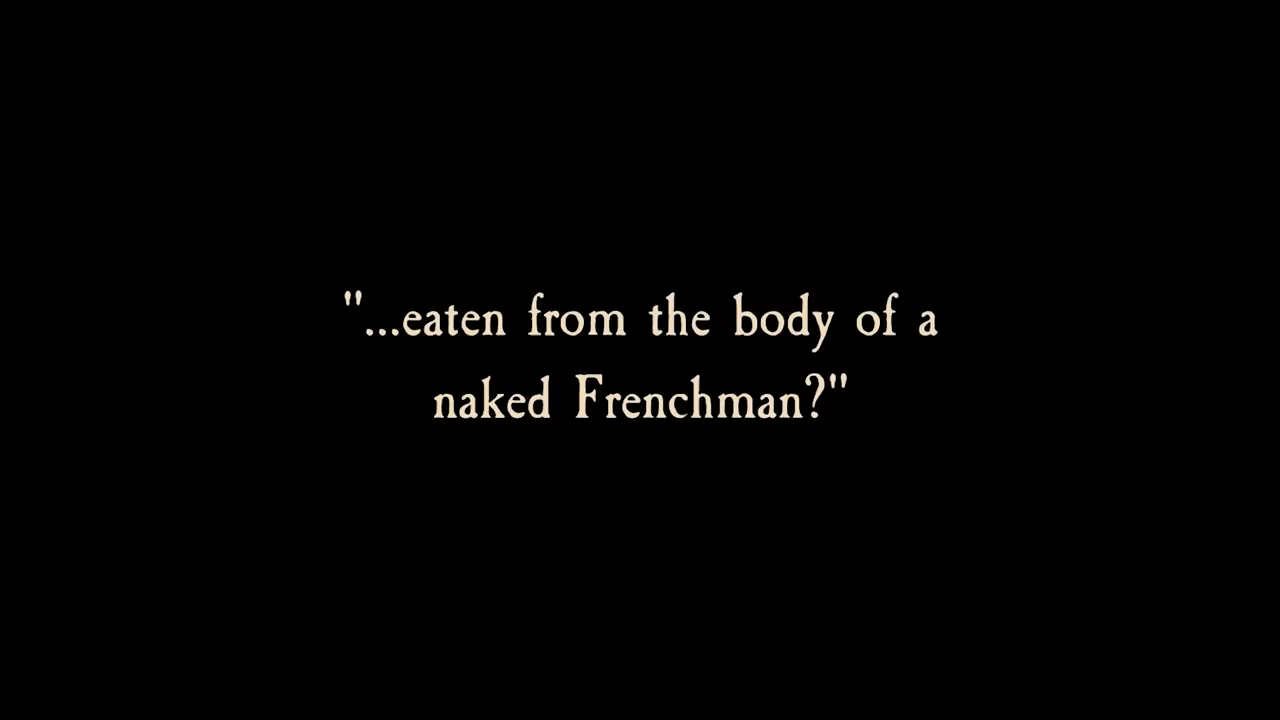 "...eaten from the body of a
naked Frenchman?"